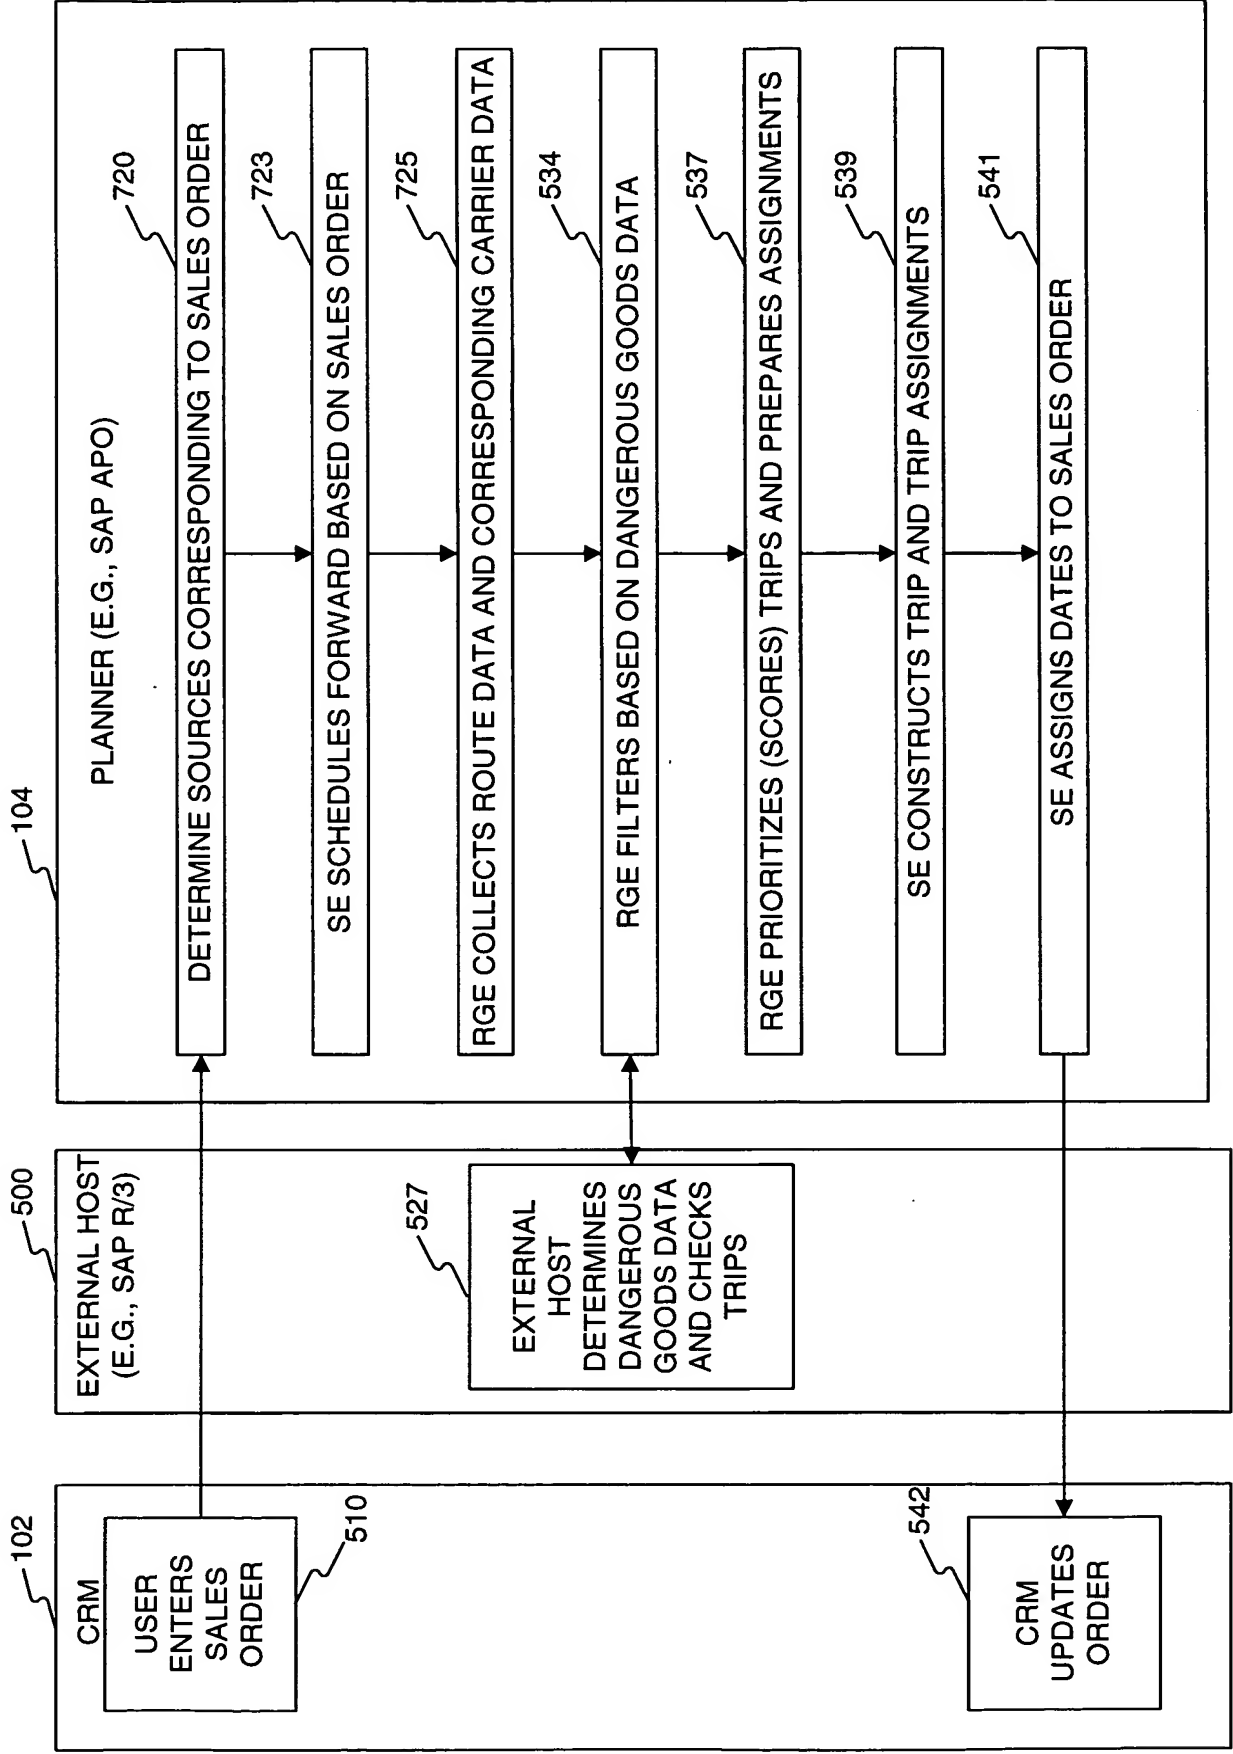 102
CRM
USER
ENTERS
SALES
ORDER
510
542
CRM
UPDATES
ORDER
500
EXTERNAL HOST
(E.G., SAP R/3)
527
EXTERNAL
HOST
DETERMINES
DANGEROUS
GOODS DATA
AND CHECKS
TRIPS
104
PLANNER (E.G., SAP APO)
720
DETERMINE SOURCES CORRESPONDING TO SALES ORDER
723
SE SCHEDULES FORWARD BASED ON SALES ORDER
725
RGE COLLECTS ROUTE DATA AND CORRESPONDING CARRIER DATA
534
RGE FILTERS BASED ON DANGEROUS GOODS DATA
537
RGE PRIORITIZES (SCORES) TRIPS AND PREPARES ASSIGNMENTS
539
SE CONSTRUCTS TRIP AND TRIP ASSIGNMENTS
541
SE ASSIGNS DATES TO SALES ORDER